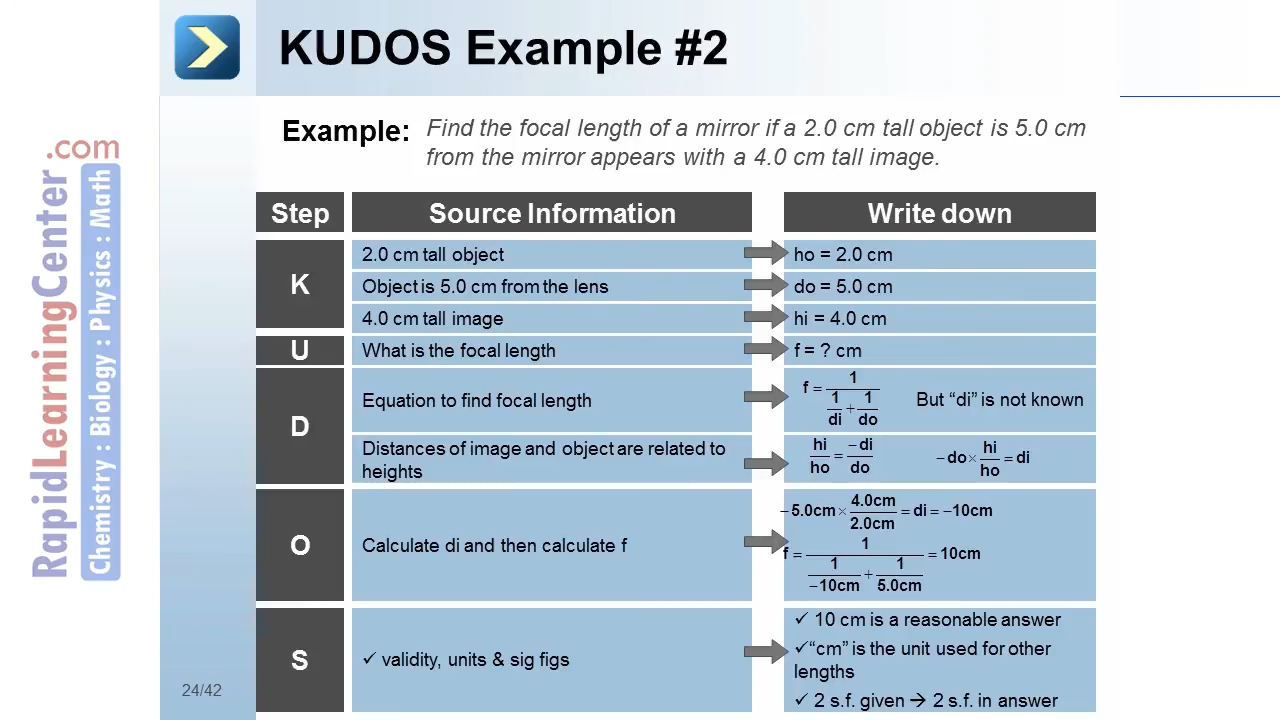 KUDOS Example #2
Example: Find the focal length of a mirror if a 2.0 cm tall object is 5.0 cm
from the mirror appears with a 4.0 cm tall image.
Step Source Information Write down
K
2.0 cm tall object ho = 2.0 cm
Object is 5.0 cm from the lens do = 5.0 cm
4.0 cm tall image hi = 4.0 cm
U What is the focal length f = ? cm
D
Equation to find focal length f = 1 / (1/di + 1/do) But “di” is not known
Distances of image and object are related to
heights
hi/ho = −di/do −do × hi/ho = di
O
Calculate di and then calculate f
−5.0cm × 4.0cm/2.0cm = di = −10cm
f = 1 / (1/−10cm + 1/5.0cm) = 10cm
S
✓ validity, units & sig figs
✓ 10 cm is a reasonable answer
✓ “cm” is the unit used for other
lengths
✓ 2 s.f. given → 2 s.f. in answer
24/42
RapidLearningCenter.com
Chemistry : Biology : Physics : Math